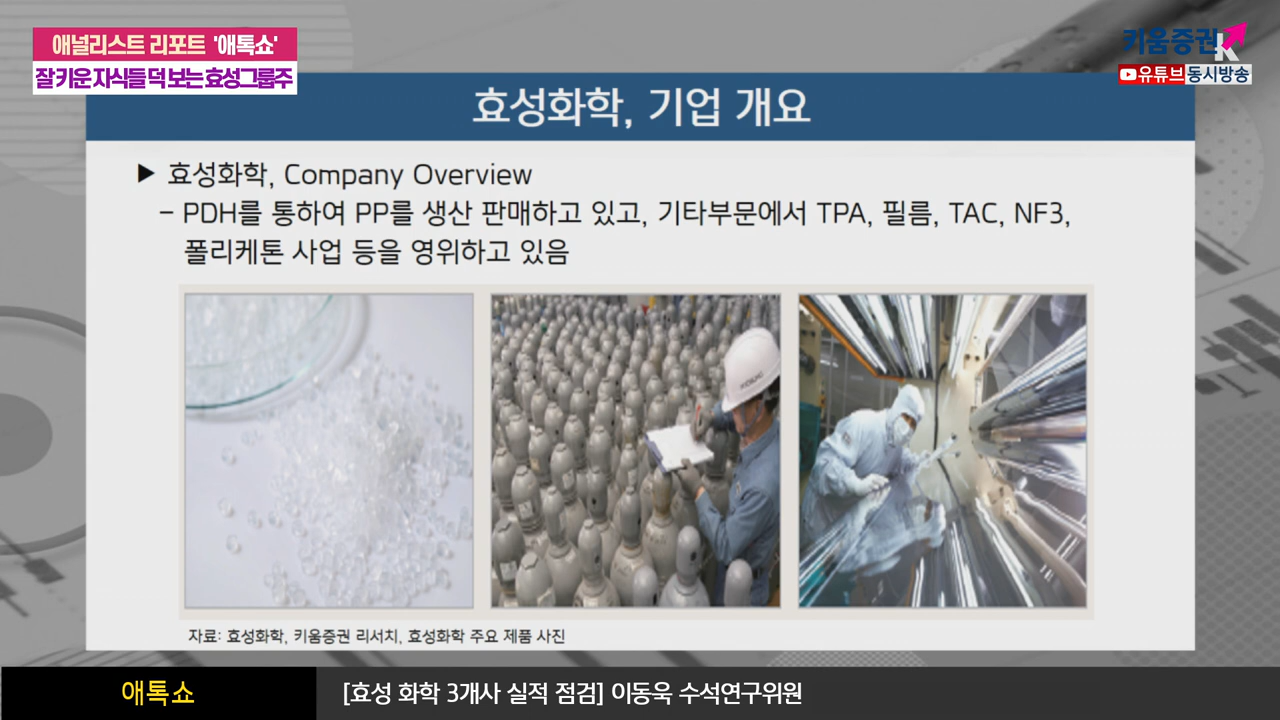 애널리스트 리포트 '애톡쇼'
잘 키운 자식들 덕 보는 효성그룹주
키움증권
유튜브동시방송
효성화학, 기업 개요
▶ 효성화학, Company Overview
– PDH를 통하여 PP를 생산 판매하고 있고, 기타부문에서 TPA, 필름, TAC, NF3,
폴리케톤 사업 등을 영위하고 있음
자료: 효성화학, 키움증권 리서치, 효성화학 주요 제품 사진
애톡쇼
[효성 화학 3개사 실적 점검] 이동욱 수석연구위원